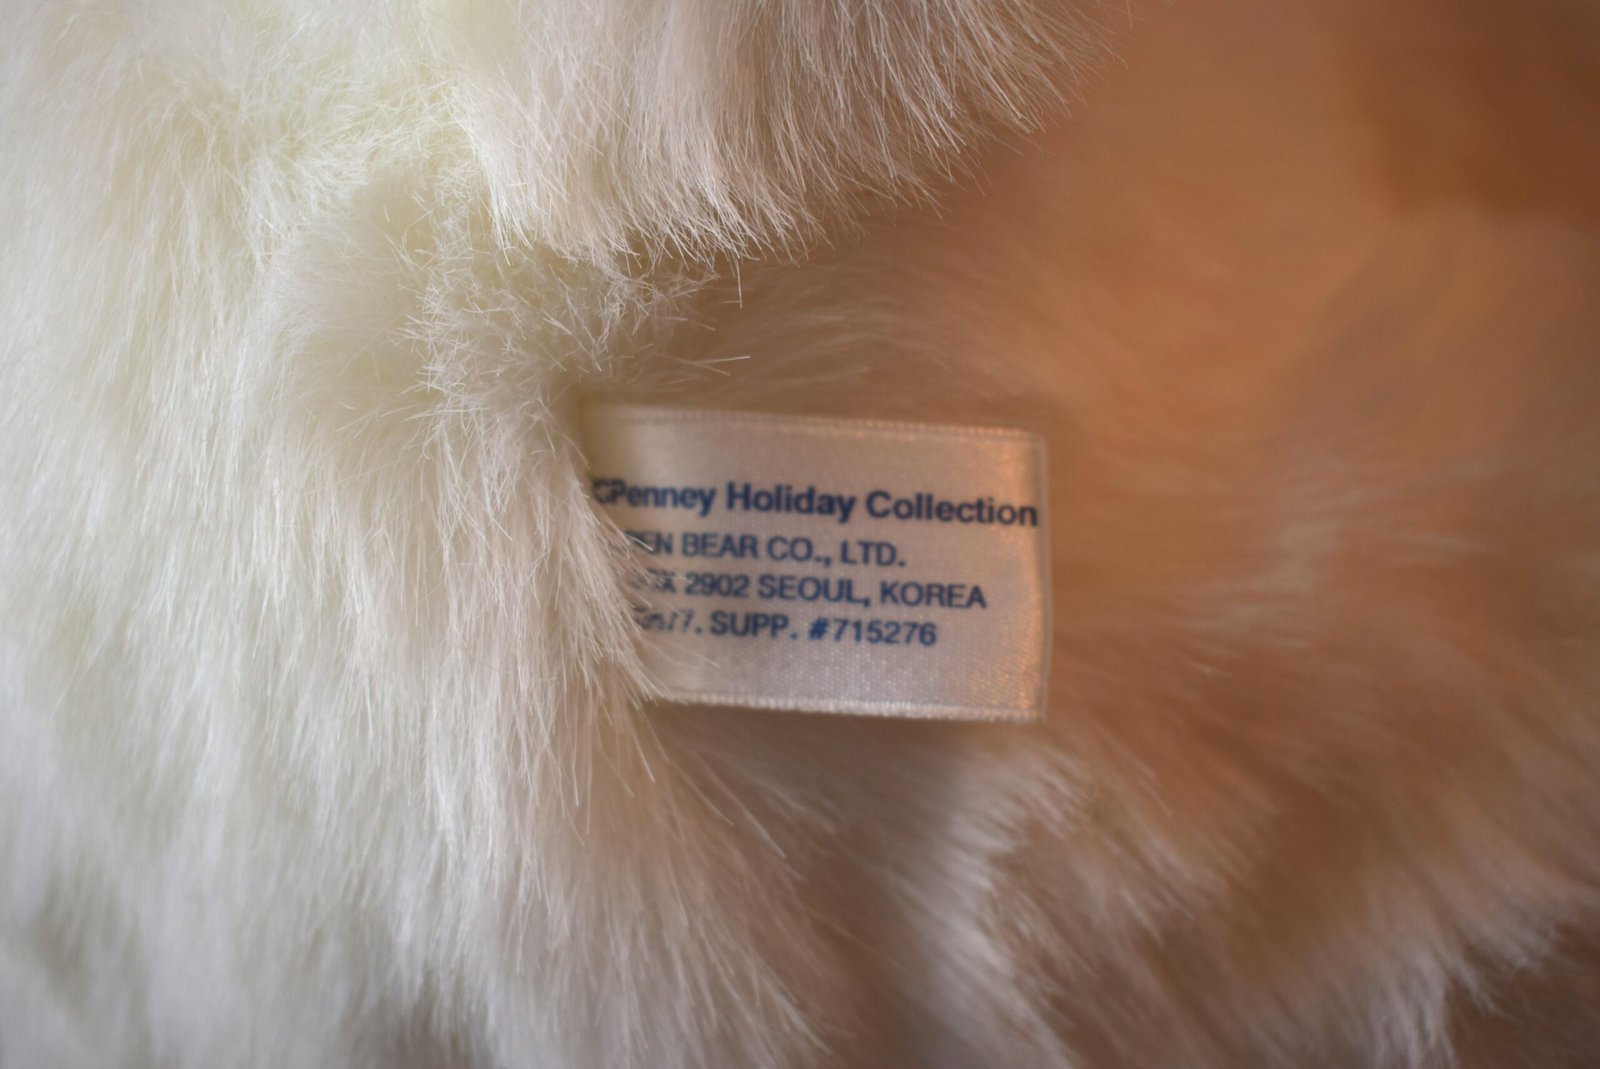 Penney Holiday Collection
BEAR CO., LTD.
2902 SEOUL, KOREA
SUPP. #715276